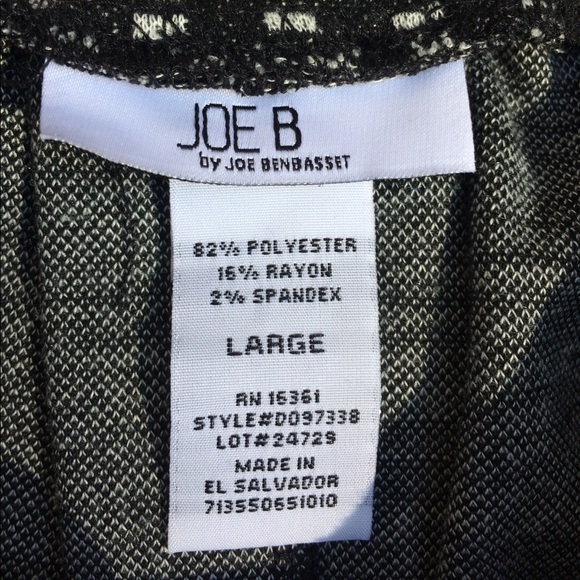 JOE B
by JOE BENBASSET
82% POLYESTER
16% RAYON
2% SPANDEX
LARGE
RN 16361
STYLE#D097338
LOT#24729
MADE IN
EL SALVADOR
713550651010